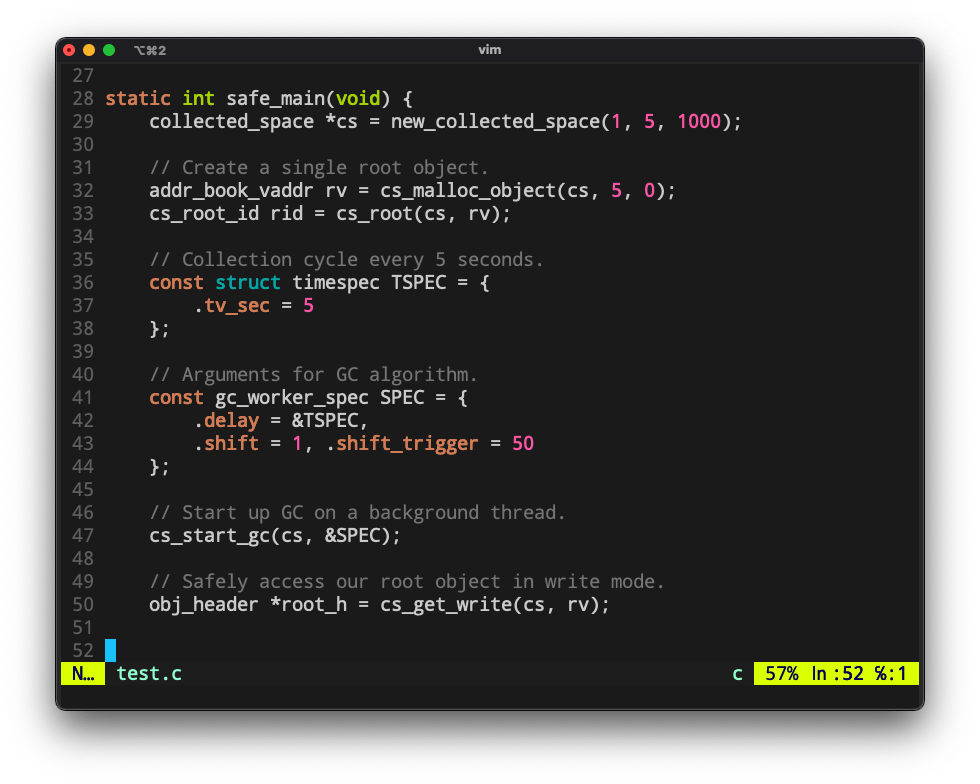 ⌥⌘2 vim
27
28 static int safe_main(void) {
29     collected_space *cs = new_collected_space(1, 5, 1000);
30
31     // Create a single root object.
32     addr_book_vaddr rv = cs_malloc_object(cs, 5, 0);
33     cs_root_id rid = cs_root(cs, rv);
34
35     // Collection cycle every 5 seconds.
36     const struct timespec TSPEC = {
37         .tv_sec = 5
38     };
39
40     // Arguments for GC algorithm.
41     const gc_worker_spec SPEC = {
42         .delay = &TSPEC,
43         .shift = 1, .shift_trigger = 50
44     };
45
46     // Start up GC on a background thread.
47     cs_start_gc(cs, &SPEC);
48
49     // Safely access our root object in write mode.
50     obj_header *root_h = cs_get_write(cs, rv);
51
52
N… test.c c 57% ㏑:52 ℅:1